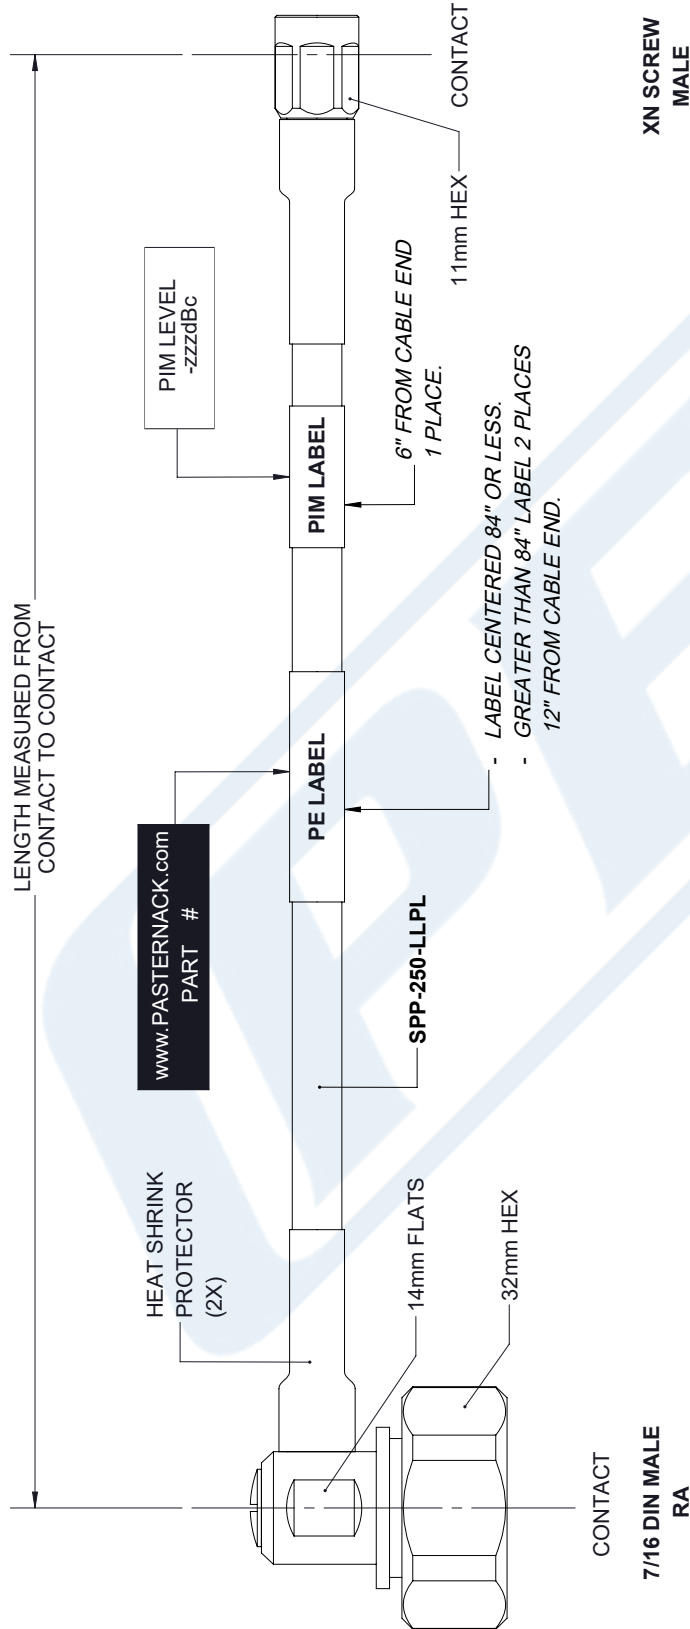 LENGTH MEASURED FROM
CONTACT TO CONTACT
www.PASTERNACK.com
PART #
PIM LEVEL
-zzzdBc
HEAT SHRINK
PROTECTOR
(2X)
PE LABEL
PIM LABEL
14mm FLATS
32mm HEX
SPP-250-LLPL
- LABEL CENTERED 84" OR LESS.
- GREATER THAN 84" LABEL 2 PLACES
12" FROM CABLE END.
6" FROM CABLE END
1 PLACE.
11mm HEX
CONTACT
CONTACT
7/16 DIN MALE
RA
XN SCREW
MALE